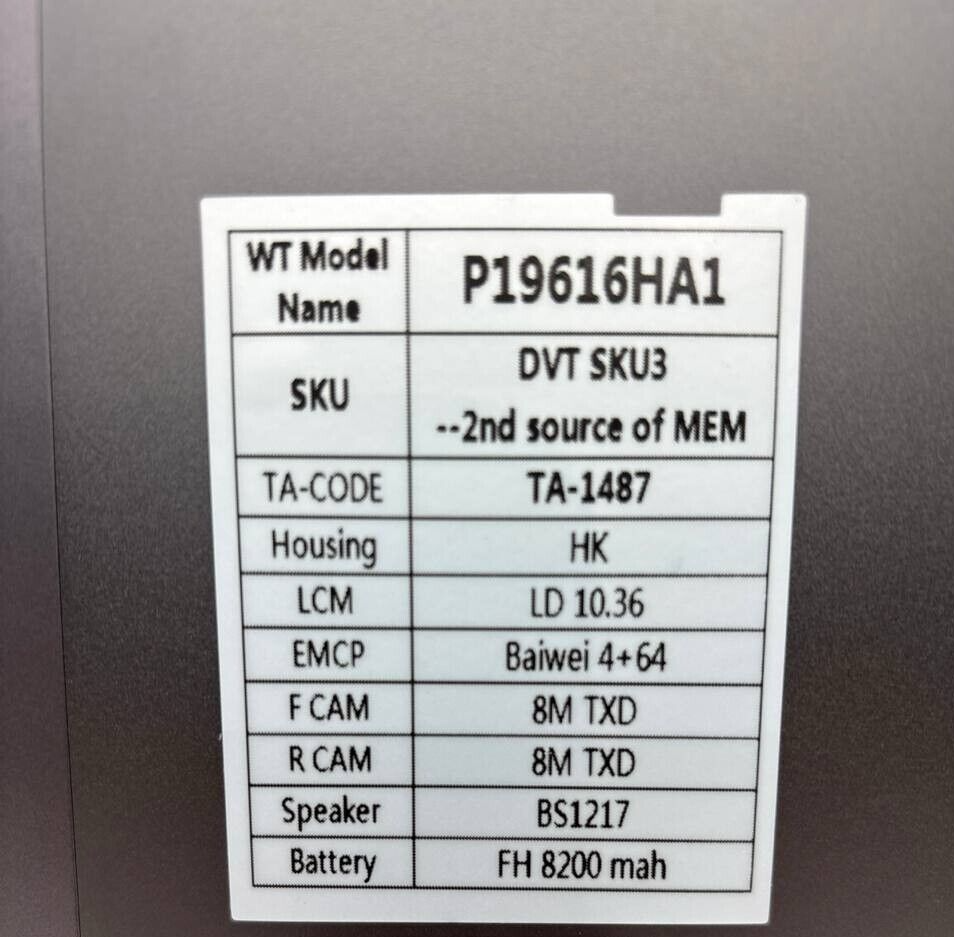 WT Model
Name
P19616HA1
SKU
DVT SKU3
--2nd source of MEM
TA-CODE TA-1487
Housing HK
LCM LD 10.36
EMCP Baiwei 4+64
F CAM 8M TXD
R CAM 8M TXD
Speaker BS1217
Battery FH 8200 mah